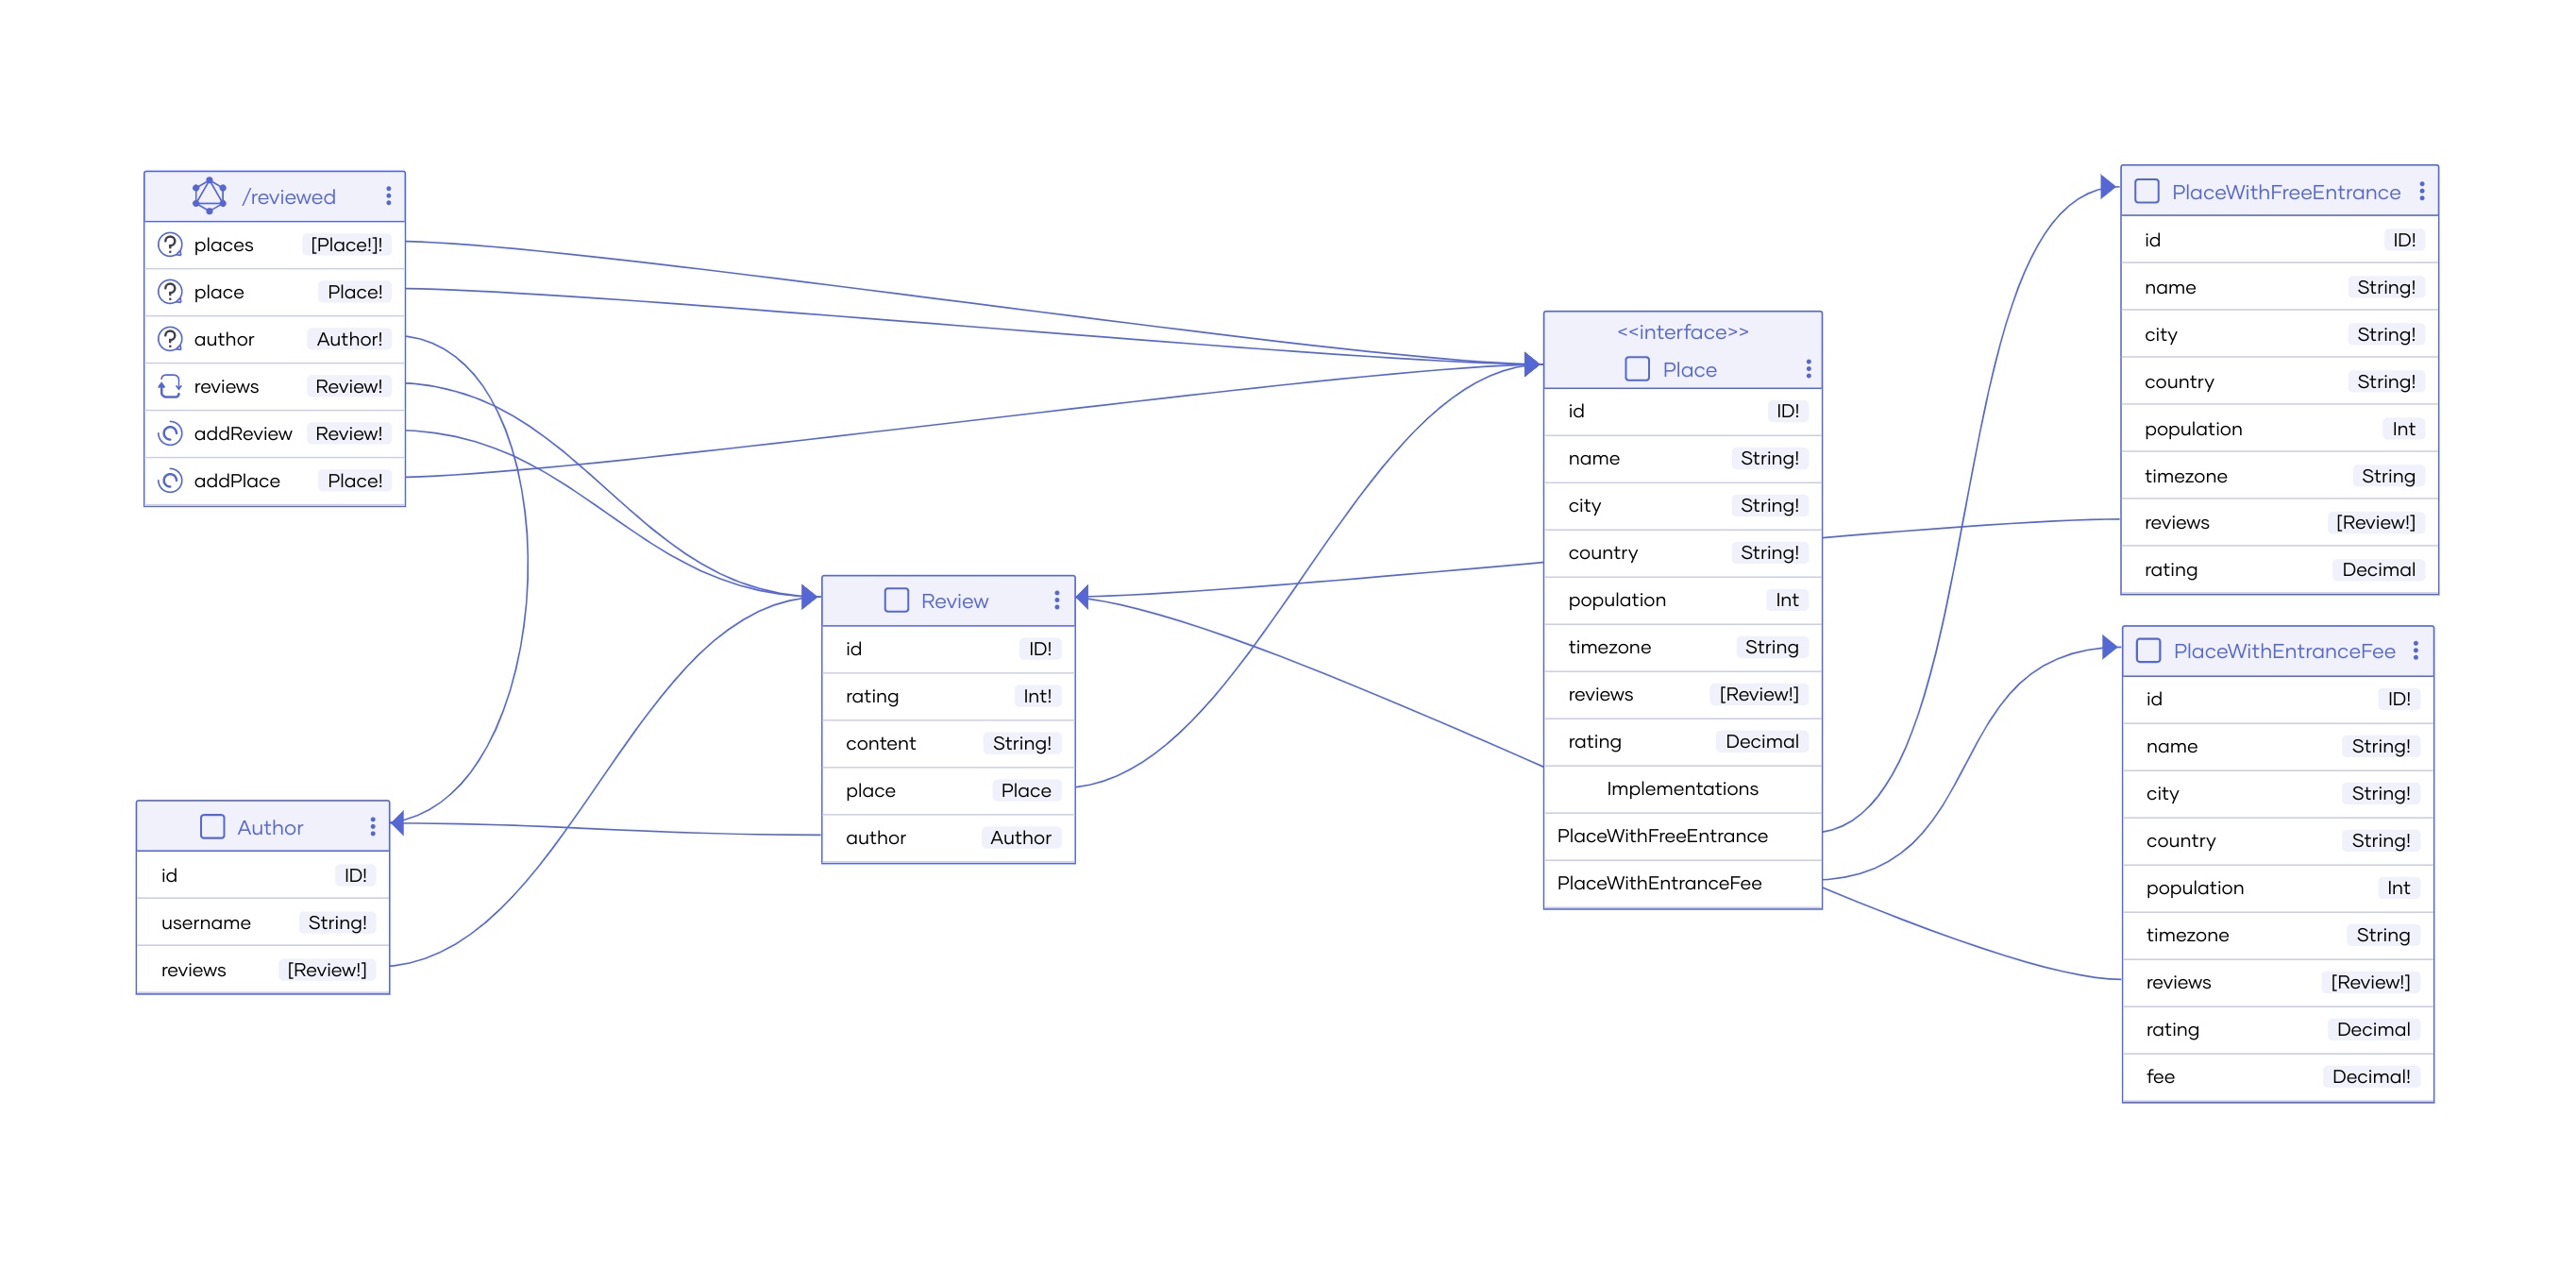 /reviewed
places [Place!]!
place Place!
author Author!
reviews Review!
addReview Review!
addPlace Place!
Author
id ID!
username String!
reviews [Review!]
Review
id ID!
rating Int!
content String!
place Place
author Author
<<interface>>
Place
id ID!
name String!
city String!
country String!
population Int
timezone String
reviews [Review!]
rating Decimal
Implementations
PlaceWithFreeEntrance
PlaceWithEntranceFee
PlaceWithFreeEntrance
id ID!
name String!
city String!
country String!
population Int
timezone String
reviews [Review!]
rating Decimal
PlaceWithEntranceFee
id ID!
name String!
city String!
country String!
population Int
timezone String
reviews [Review!]
rating Decimal
fee Decimal!